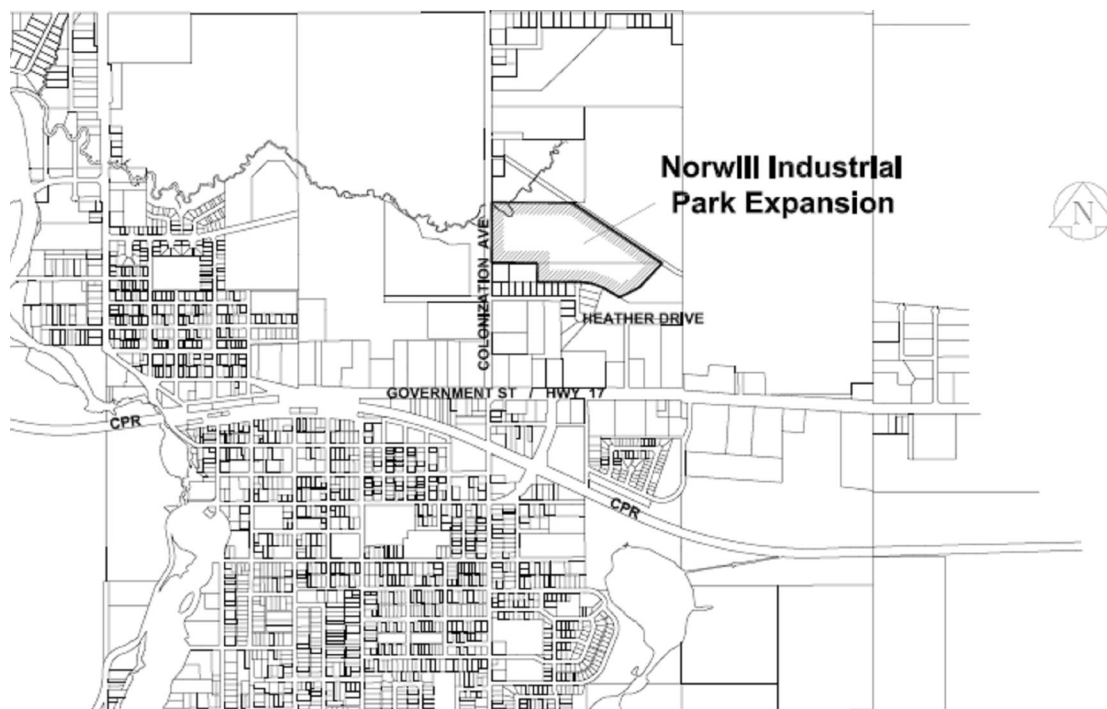 Norwill Industrial
Park Expansion
N
COLONIZATION AVE
HEATHER DRIVE
GOVERNMENT ST / HWY 17
CPR
CPR